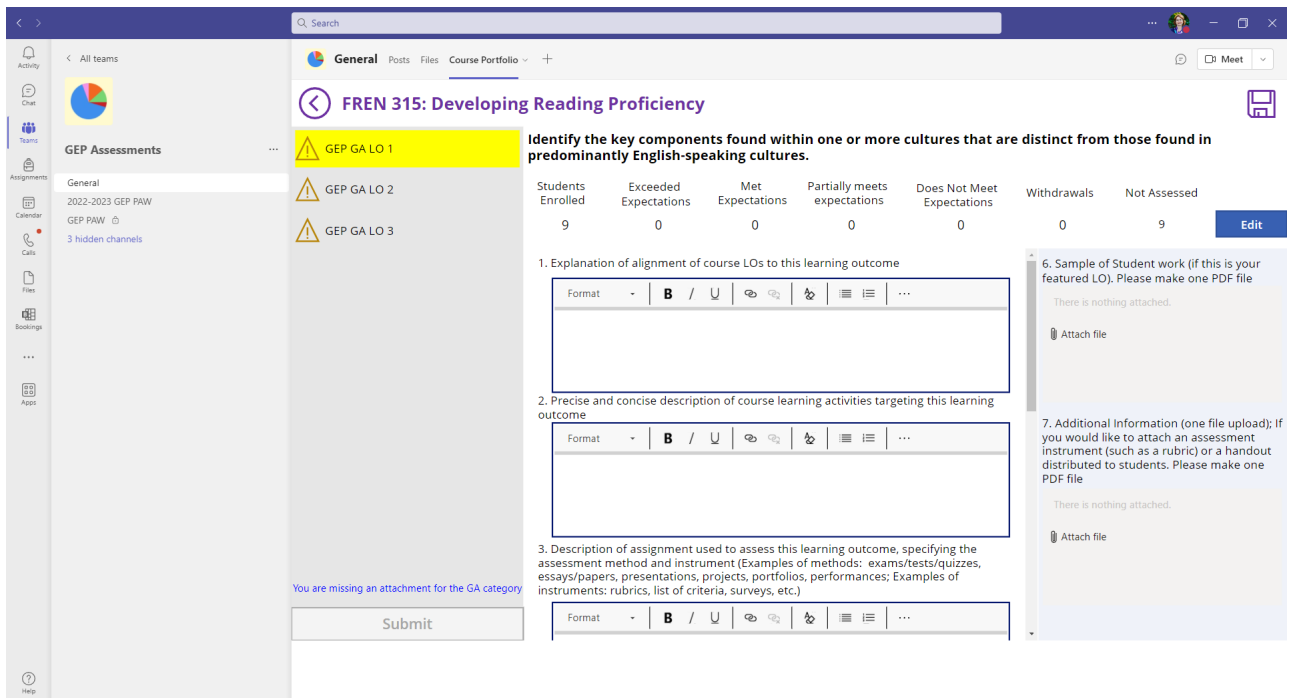 Search
Activity
Chat
Teams
Assignments
Calendar
Calls
Files
Bookings
Apps
Help
All teams
GEP Assessments
General
2022-2023 GEP PAW
GEP PAW
3 hidden channels
General Posts Files Course Portfolio
Meet
FREN 315: Developing Reading Proficiency
GEP GA LO 1
GEP GA LO 2
GEP GA LO 3
You are missing an attachment for the GA category
Submit
Identify the key components found within one or more cultures that are distinct from those found in
predominantly English-speaking cultures.
Students Enrolled
Exceeded Expectations
Met Expectations
Partially meets expectations
Does Not Meet Expectations
Withdrawals
Not Assessed
9 0 0 0 0 0 9
Edit
1. Explanation of alignment of course LOs to this learning outcome
Format B I U
2. Precise and concise description of course learning activities targeting this learning
outcome
Format B I U
3. Description of assignment used to assess this learning outcome, specifying the
assessment method and instrument (Examples of methods: exams/tests/quizzes,
essays/papers, presentations, projects, portfolios, performances; Examples of
instruments: rubrics, list of criteria, surveys, etc.)
Format B I U
6. Sample of Student work (if this is your
featured LO). Please make one PDF file
There is nothing attached.
Attach file
7. Additional Information (one file upload); If
you would like to attach an assessment
instrument (such as a rubric) or a handout
distributed to students. Please make one
PDF file
There is nothing attached.
Attach file